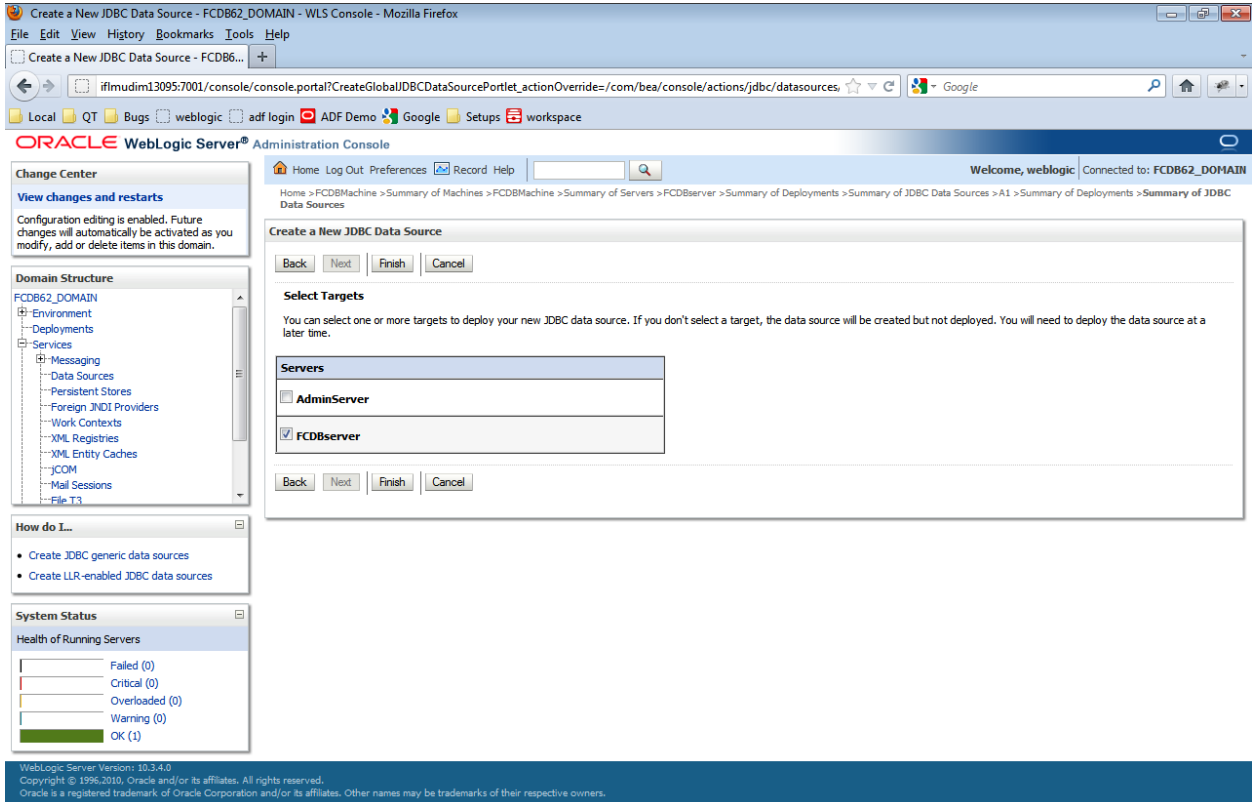 Create a New JDBC Data Source - FCDB62_DOMAIN - WLS Console - Mozilla Firefox
File Edit View History Bookmarks Tools Help
Create a New JDBC Data Source - FCDB6... +
iflmudim13095:7001/console/console.portal?CreateGlobalJDBCDataSourcePortlet_actionOverride=/com/bea/console/actions/jdbc/datasources, Google
Local QT Bugs weblogic adf login ADF Demo Google Setups workspace
ORACLE WebLogic Server® Administration Console
Change Center
View changes and restarts
Configuration editing is enabled. Future
changes will automatically be activated as you
modify, add or delete items in this domain.
Domain Structure
FCDB62_DOMAIN
Environment
Deployments
Services
Messaging
Data Sources
Persistent Stores
Foreign JNDI Providers
Work Contexts
XML Registries
XML Entity Caches
jCOM
Mail Sessions
File T3
How do I...
Create JDBC generic data sources
Create LLR-enabled JDBC data sources
System Status
Health of Running Servers
Failed (0)
Critical (0)
Overloaded (0)
Warning (0)
OK (1)
Home Log Out Preferences Record Help
Welcome, weblogic Connected to: FCDB62_DOMAIN
Home >FCDBMachine >Summary of Machines >FCDBMachine >Summary of Servers >FCDBserver >Summary of Deployments >Summary of JDBC Data Sources >A1 >Summary of Deployments >Summary of JDBC
Data Sources
Create a New JDBC Data Source
Back Next Finish Cancel
Select Targets
You can select one or more targets to deploy your new JDBC data source. If you don't select a target, the data source will be created but not deployed. You will need to deploy the data source at a
later time.
Servers
AdminServer
FCDBserver
Back Next Finish Cancel
WebLogic Server Version: 10.3.4.0
Copyright © 1996,2010, Oracle and/or its affiliates. All rights reserved.
Oracle is a registered trademark of Oracle Corporation and/or its affiliates. Other names may be trademarks of their respective owners.